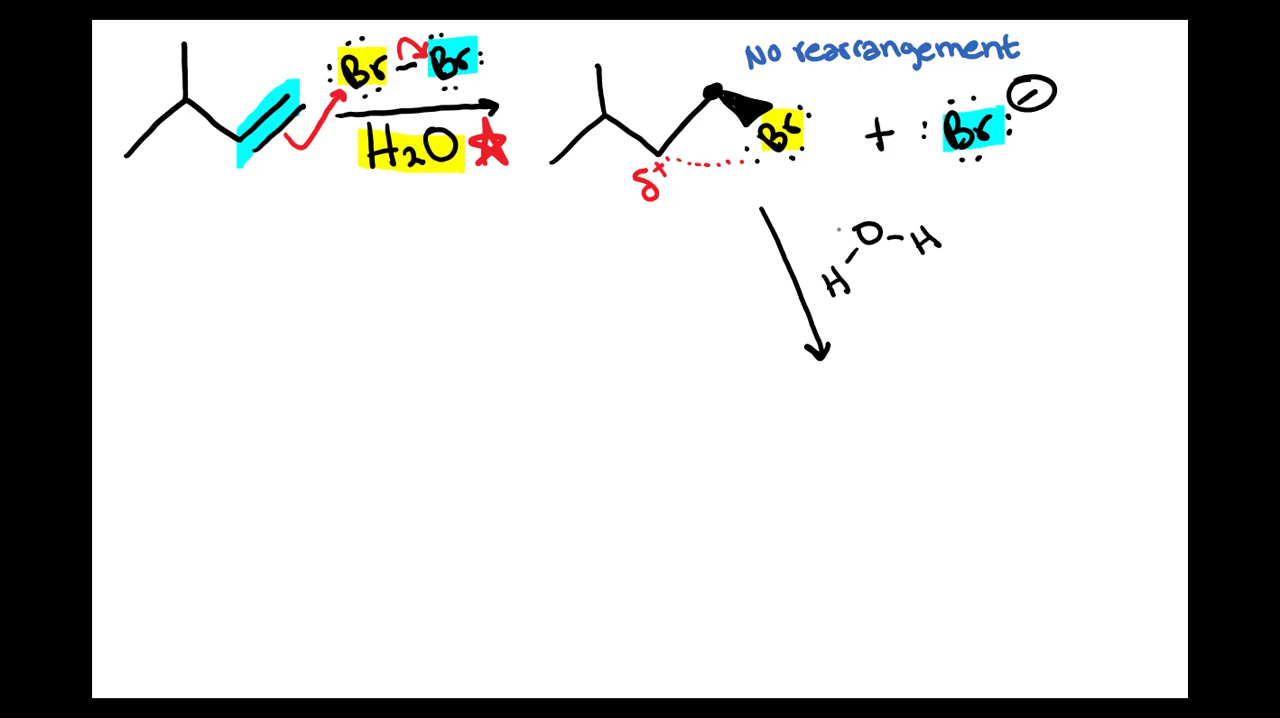 :Br-Br:
No rearrangement
H₂O
Br + :Br: ⊖
δ+
O-H
H